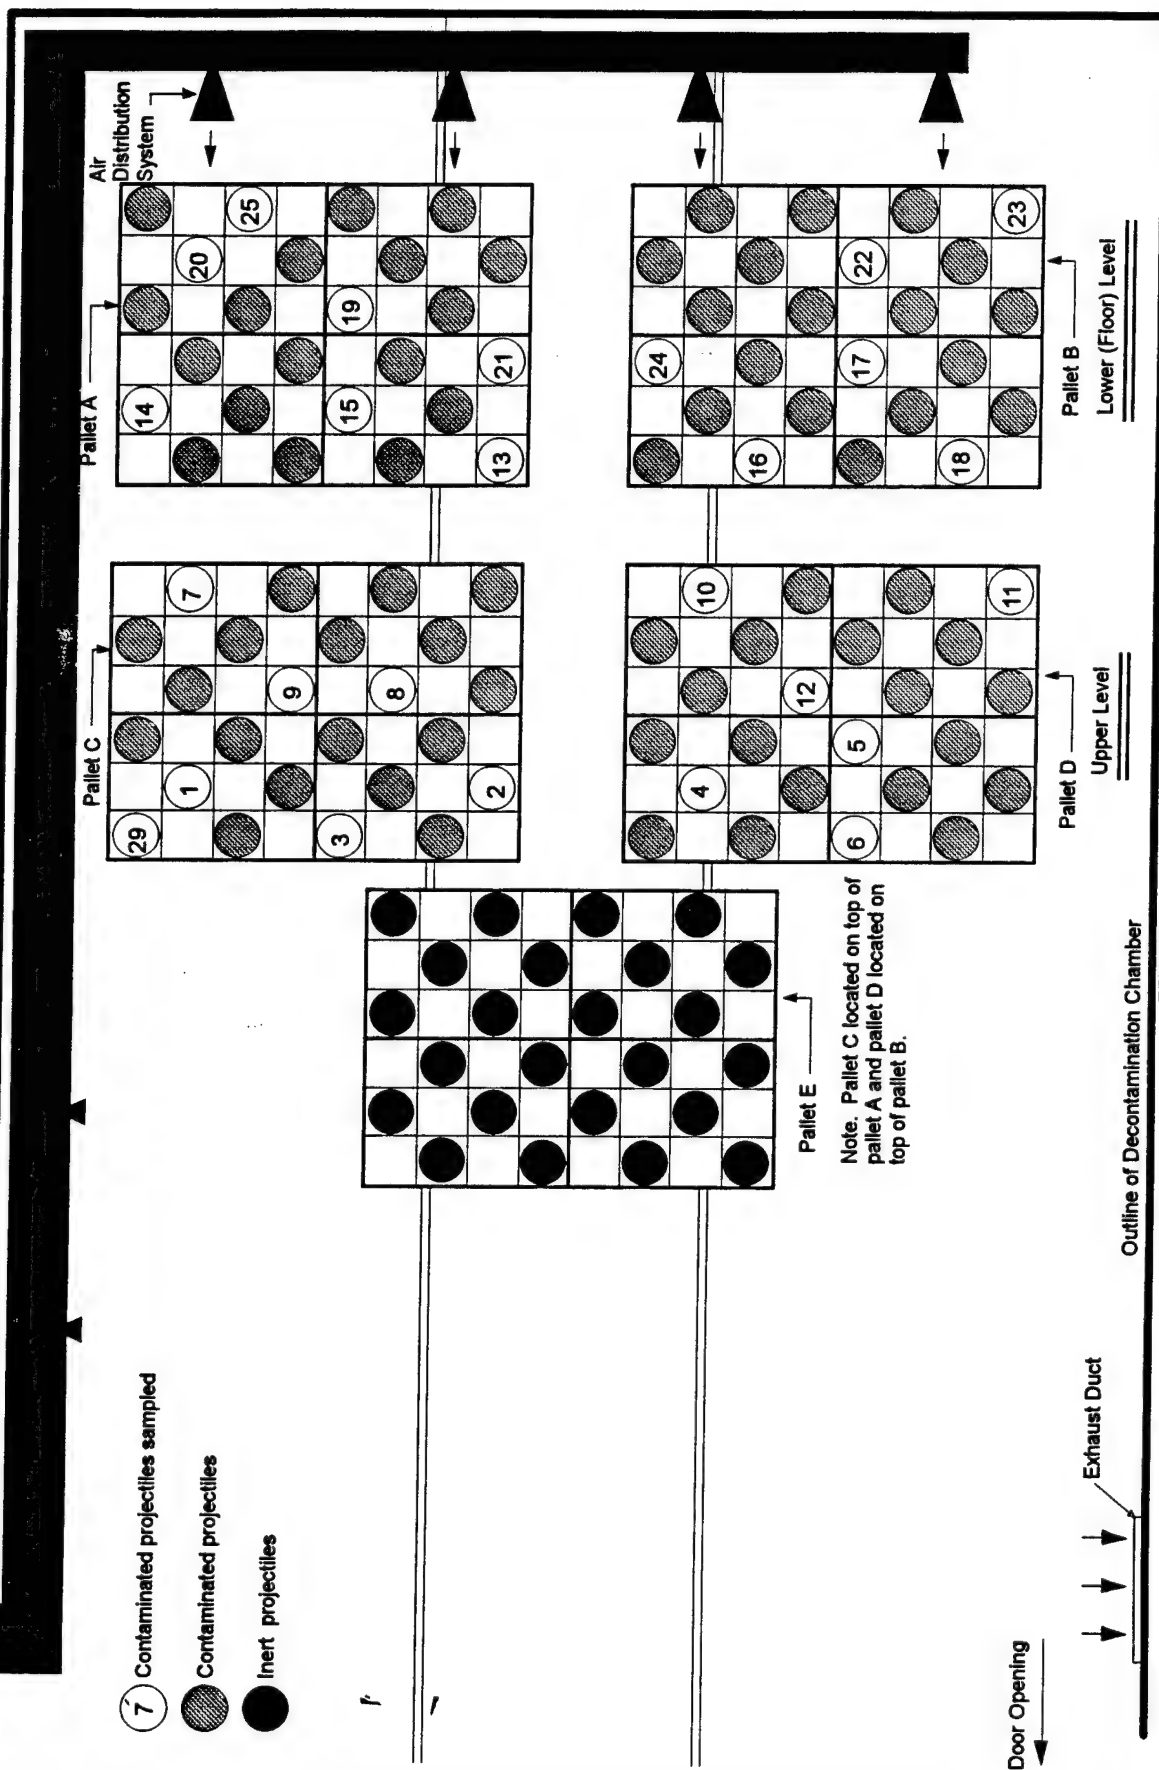 7 Contaminated projectiles sampled
Contaminated projectiles
Inert projectiles
Pallet C
Pallet A
Air
Distribution
System
29
1 7
9
3
8
2
14
20
25
15 19
13 21
4 10
12
6 5
11
24
16
17 22
18
23
Pallet E
Note. Pallet C located on top of
pallet A and pallet D located on
top of pallet B.
Pallet D
Pallet B
Upper Level
Lower (Floor) Level
Door Opening
Exhaust Duct
Outline of Decontamination Chamber